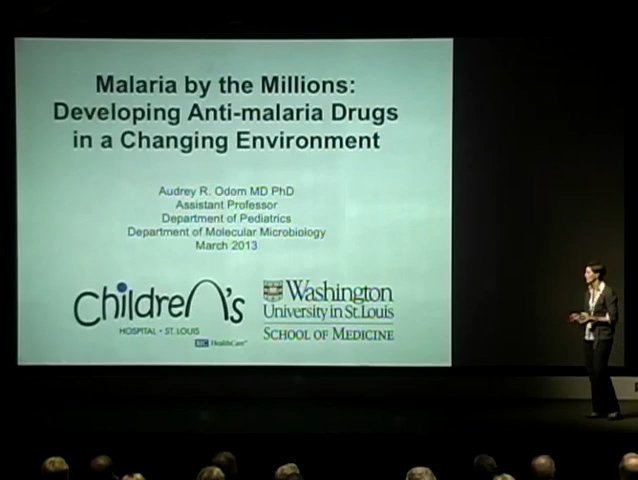 Malaria by the Millions:
Developing Anti-malaria Drugs
in a Changing Environment
Audrey R. Odom MD PhD
Assistant Professor
Department of Pediatrics
Department of Molecular Microbiology
March 2013
Children's
HOSPITAL • ST. LOUIS
BJC HealthCare
Washington
University in St. Louis
SCHOOL OF MEDICINE